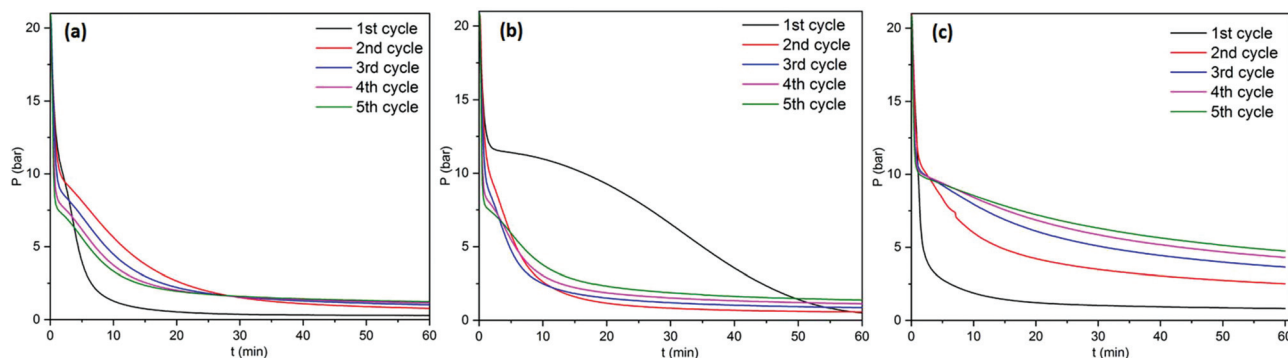 (a)
1st cycle
2nd cycle
3rd cycle
4th cycle
5th cycle
P (bar)
20
15
10
5
0
0 10 20 30 40 50 60
t (min)
(b)
1st cycle
2nd cycle
3rd cycle
4th cycle
5th cycle
P (bar)
20
15
10
5
0
0 10 20 30 40 50 60
t (min)
(c)
1st cycle
2nd cycle
3rd cycle
4th cycle
5th cycle
P (bar)
20
15
10
5
0
0 10 20 30 40 50 60
t (min)